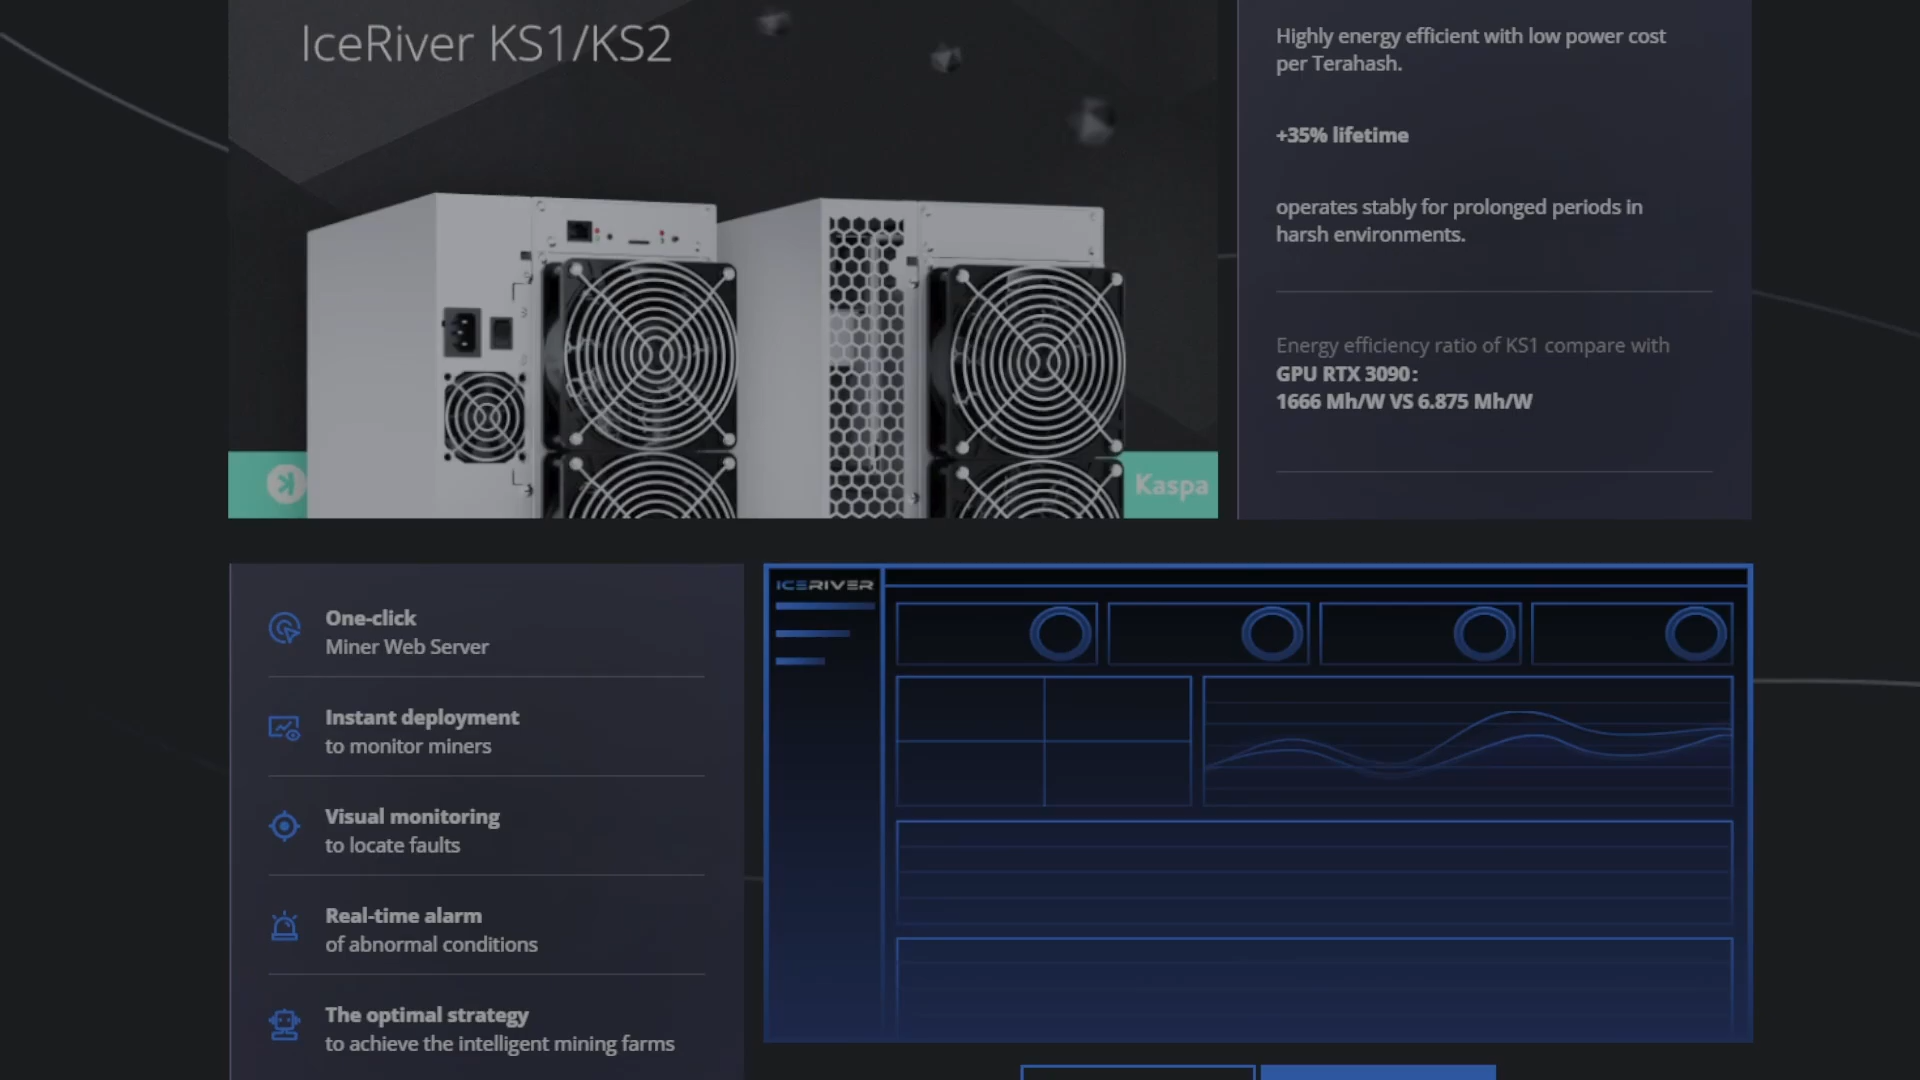 IceRiver KS1/KS2
Kaspa
Highly energy efficient with low power cost
per Terahash.
+35% lifetime
operates stably for prolonged periods in
harsh environments.
Energy efficiency ratio of KS1 compare with
GPU RTX 3090:
1666 Mh/W VS 6.875 Mh/W
One-click
Miner Web Server
Instant deployment
to monitor miners
Visual monitoring
to locate faults
Real-time alarm
of abnormal conditions
The optimal strategy
to achieve the intelligent mining farms
ICERIVER